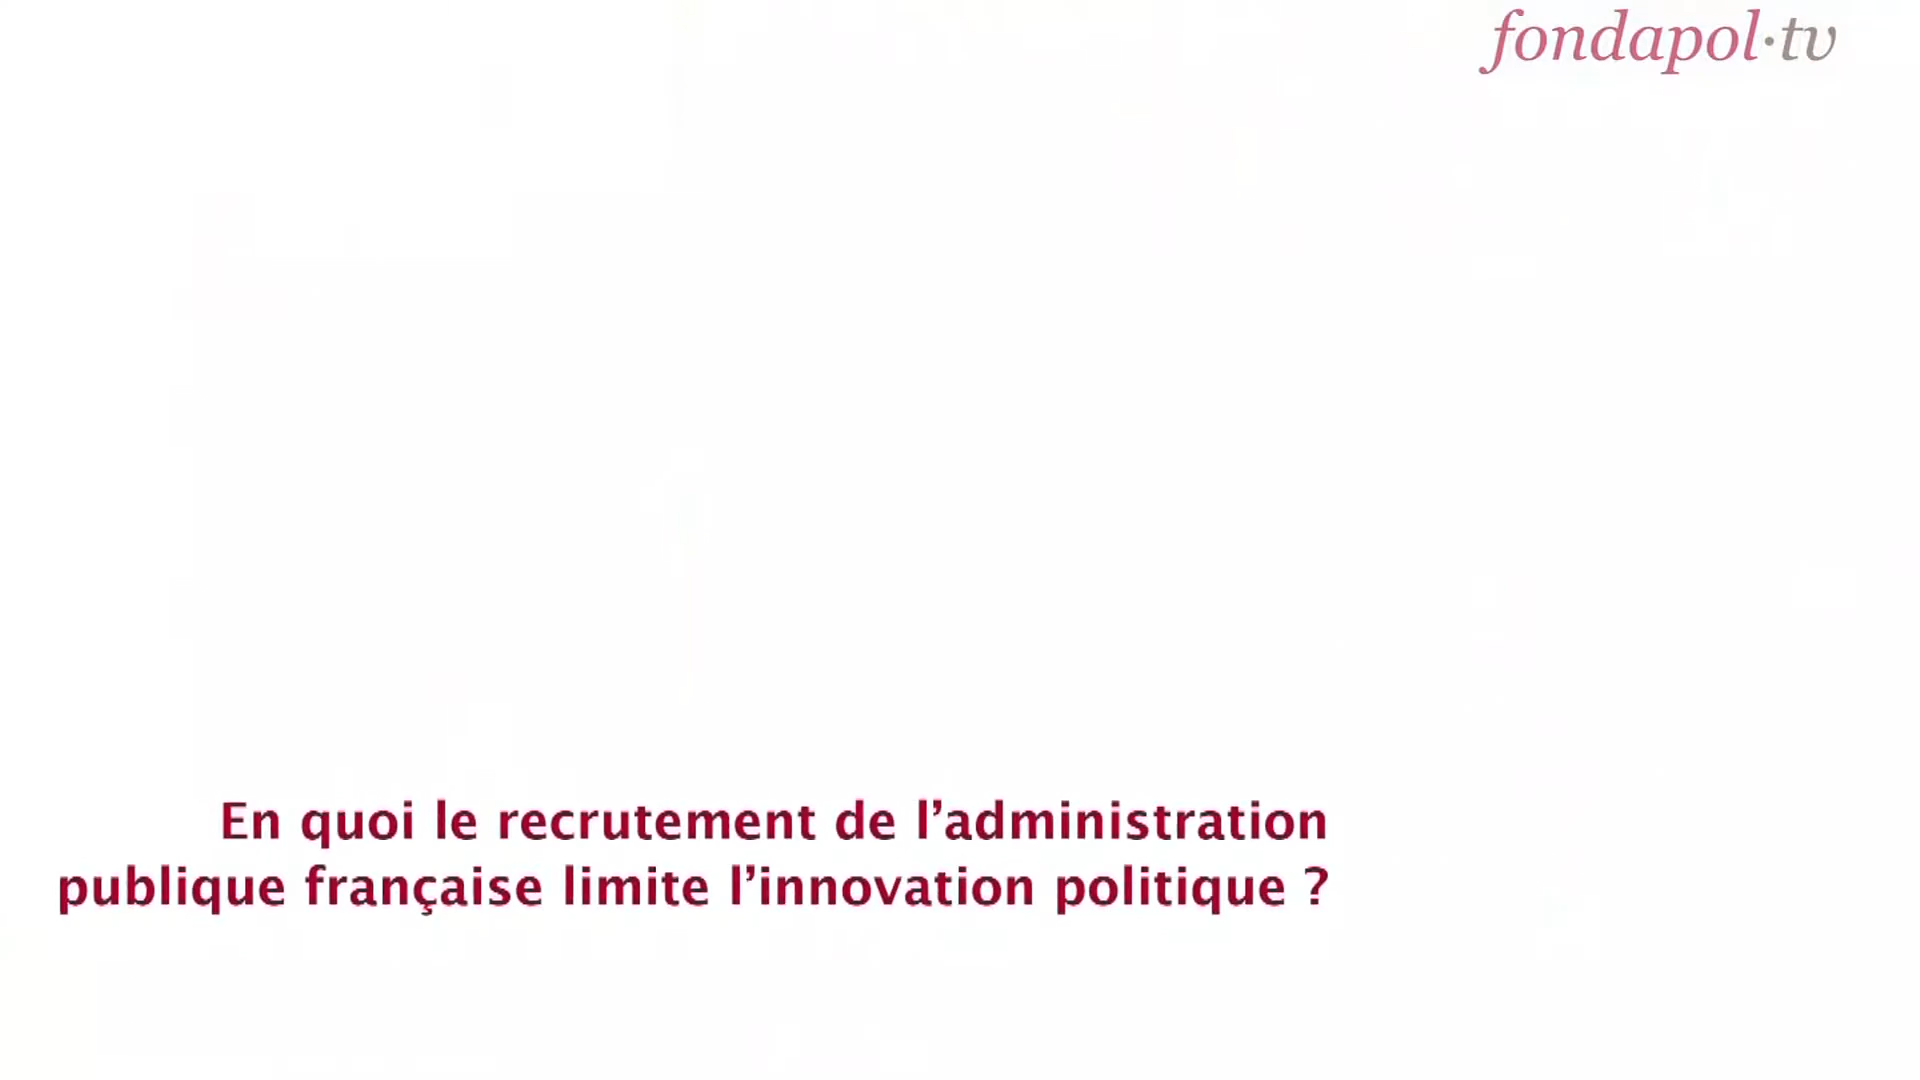 fondapol·tv
En quoi le recrutement de l’administration
publique française limite l’innovation politique ?